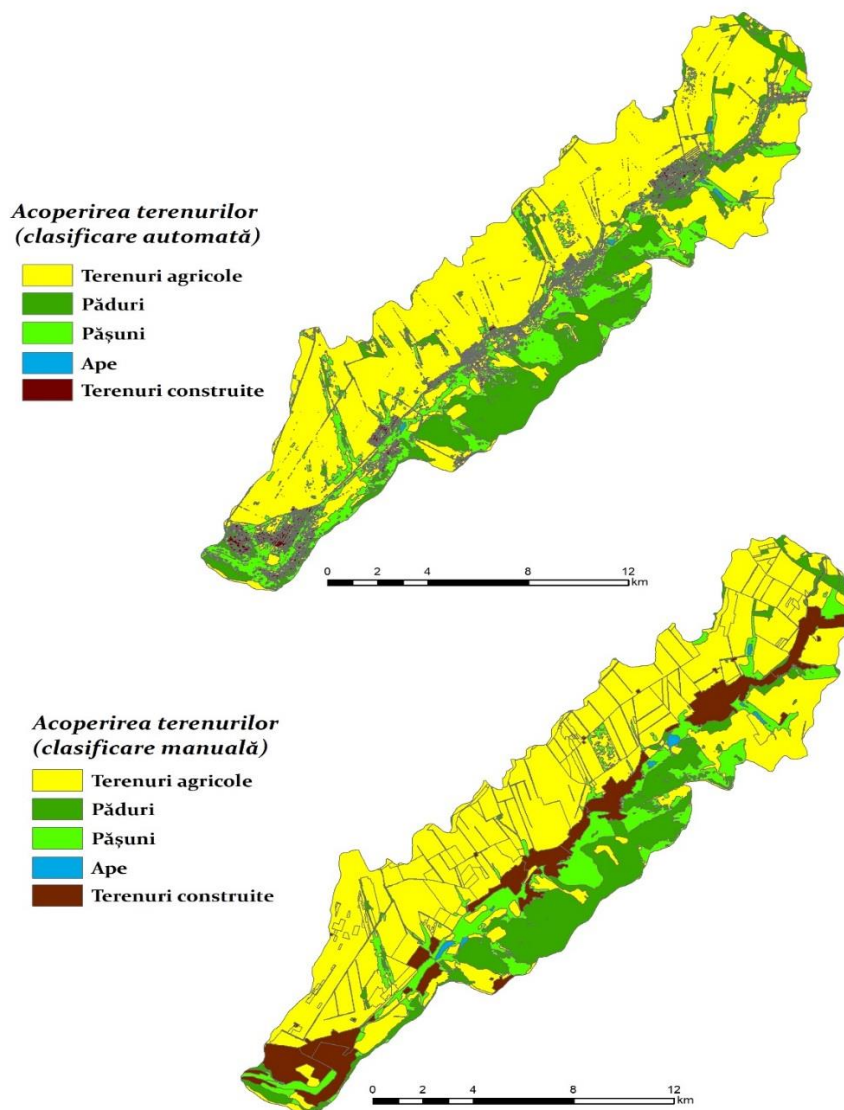 Acoperirea terenurilor
(clasificare automată)
Terenuri agricole
Păduri
Pășuni
Ape
Terenuri construite
0 2 4 8 12
km
Acoperirea terenurilor
(clasificare manuală)
Terenuri agricole
Păduri
Pășuni
Ape
Terenuri construite
0 2 4 6 8 12
km